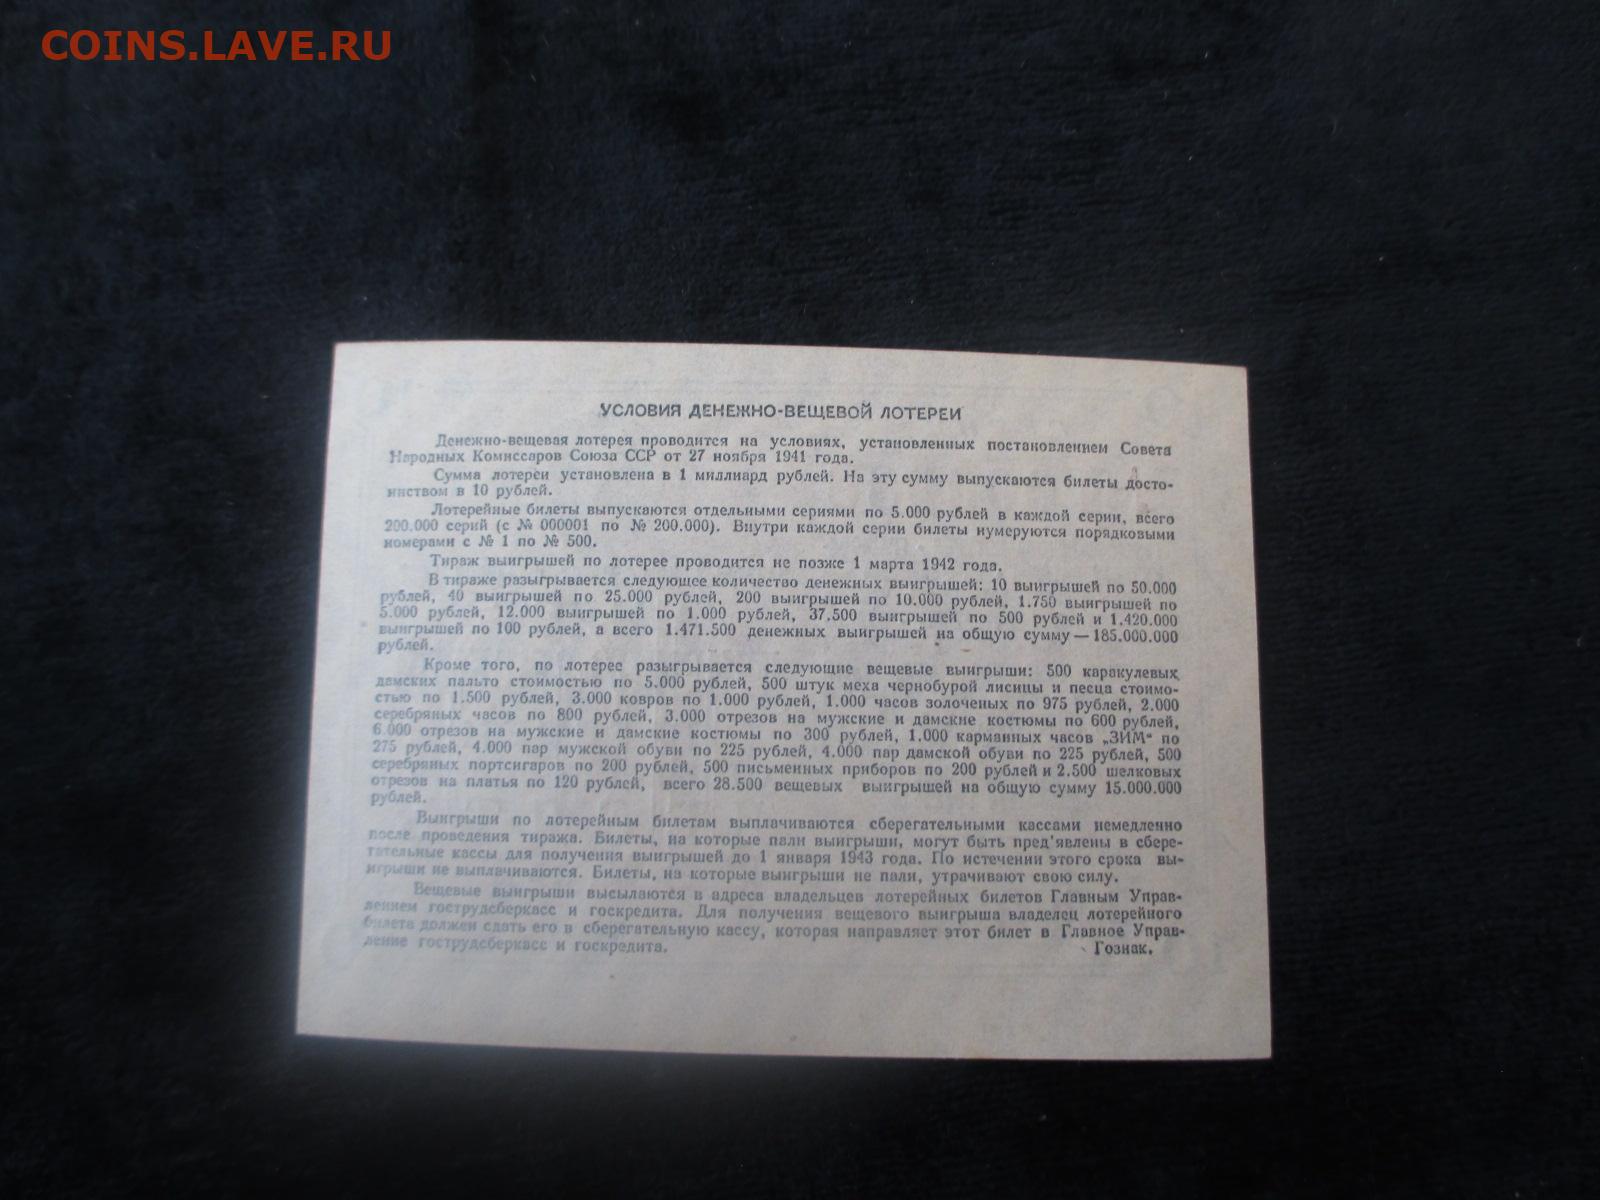 COINS.LAVE.RU
УСЛОВИЯ ДЕНЕЖНО-ВЕЩЕВОЙ ЛОТЕРЕИ
Денежно-вещевая лотерея проводится на условиях, установленных постановлением Совета
Народных Комиссаров Союза ССР от 27 ноября 1941 года.
Сумма лотереи установлена в 1 миллиард рублей. На эту сумму выпускаются билеты досто-
инством в 10 рублей.
Лотерейные билеты выпускаются отдельными сериями по 5.000 рублей в каждой серии, всего
200.000 серий (с № 000001 по № 200.000). Внутри каждой серии билеты нумеруются порядковыми
номерами с № 1 по № 500.
Тираж выигрышей по лотерее проводится не позже 1 марта 1942 года.
В тираже разыгрывается следующее количество денежных выигрышей: 10 выигрышей по 50.000
рублей, 40 выигрышей по 25.000 рублей, 200 выигрышей по 10.000 рублей, 1.750 выигрышей по
5.000 рублей, 12.000 выигрышей по 1.000 рублей, 37.500 выигрышей по 500 рублей и 1.420.000
выигрышей по 100 рублей, а всего 1.471.500 денежных выигрышей на общую сумму — 185.000.000
рублей.
Кроме того, по лотерее разыгрывается следующие вещевые выигрыши: 500 каракулевых
дамских пальто стоимостью по 5.000 рублей, 500 штук меха чернобурой лисицы и песца стоимо-
стью по 1.500 рублей, 3.000 ковров по 1.000 рублей, 1.000 часов золоченых по 975 рублей, 2.000
серебряных часов по 800 рублей, 3.000 отрезов на мужские и дамские костюмы по 600 рублей,
6.000 отрезов на мужские и дамские костюмы по 300 рублей, 1.000 карманных часов „ЗИМ“ по
275 рублей, 4.000 пар мужской обуви по 225 рублей, 4.000 пар дамской обуви по 225 рублей, 500
серебряных портсигаров по 200 рублей, 500 письменных приборов по 200 рублей и 2.500 шелковых
отрезов на платья по 120 рублей, всего 28.500 вещевых выигрышей на общую сумму 15.000.000
рублей.
Выигрыши по лотерейным билетам выплачиваются сберегательными кассами немедленно
после проведения тиража. Билеты, на которые пали выигрыши, могут быть пред'явлены в сбере-
гательные кассы для получения выигрышей до 1 января 1943 года. По истечении этого срока вы-
игрыши не выплачиваются. Билеты, на которые выигрыши не пали, утрачивают свою силу.
Вещевые выигрыши высылаются в адреса владельцев лотерейных билетов Главным Управ-
лением гострудсберкасс и госкредита. Для получения вещевого выигрыша владелец лотерейного
билета должен сдать его в сберегательную кассу, которая направляет этот билет в Главное Управ-
ление гострудсберкасс и госкредита.
Гознак.